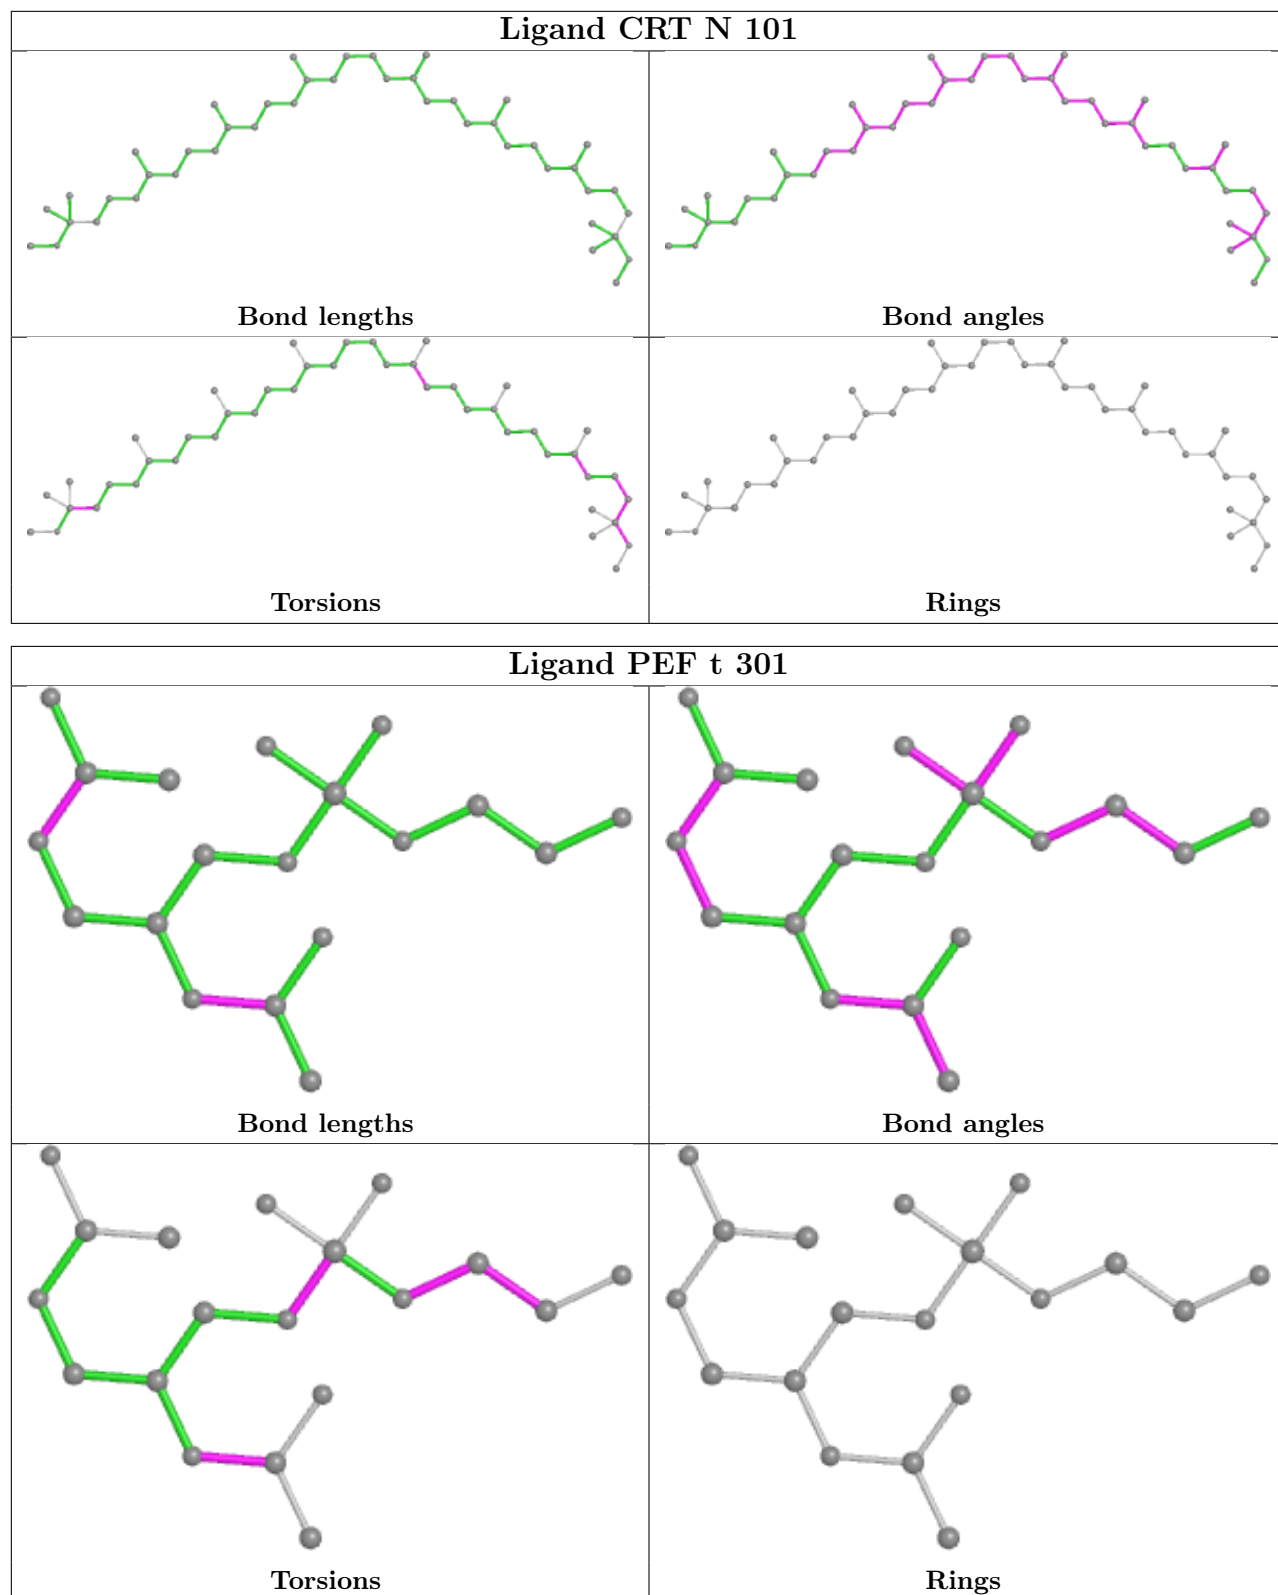 Ligand CRT N 101
Bond lengths
Bond angles
Torsions
Rings
Ligand PEF t 301
Bond lengths
Bond angles
Torsions
Rings